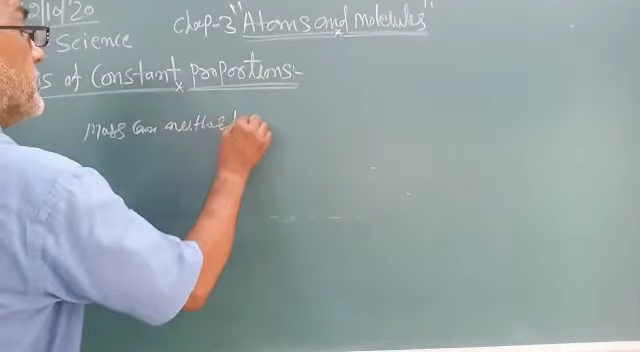 2/10/20
Chap-3 "Atoms and Molecules"
Science
s of Constant Proportions-
Mass can neither